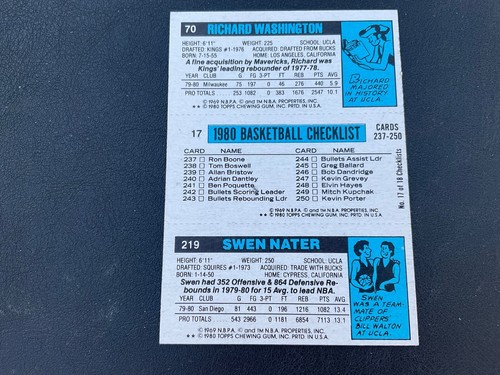 70 RICHARD WASHINGTON
HEIGHT: 6'11" WEIGHT: 225 SCHOOL: UCLA
DRAFTED: KINGS #1-1976 ACQUIRED: DRAFTED FROM BUCKS
BORN: 7-15-55 HOME: LOS ANGELES, CALIFORNIA
A fine acquisition by Mavericks, Richard was
Kings' leading rebounder of 1977-78.
YEAR CLUB G FG 3-PT FT REB PTS AVG
79-80 Milwaukee 75 197 0 46 276 440 5.9
PRO TOTALS 253 1082 0 383 1676 2547 10.1
©1969 N.B.P.A. © and TM N.B.A. PROPERTIES, INC.
★★ © 1980 TOPPS CHEWING GUM, INC. PRTD. IN U.S.A.
RICHARD
MAJORED
IN HISTORY
AT UCLA.
17 1980 BASKETBALL CHECKLIST CARDS
237-250
CARD NAME CARD NAME
237 Ron Boone 244 Bullets Assist Ldr
238 Tom Boswell 245 Greg Ballard
239 Allan Bristow 246 Bob Dandridge
240 Adrian Dantley 247 Kevin Grevey
241 Ben Poquette 248 Elvin Hayes
242 Bullets Scoring Leader 249 Mitch Kupchak
243 Bullets Rebounding Ldr 250 Kevin Porter
No. 17 of 18 Checklists
©1969 N.B.P.A. © and TM N.B.A. PROPERTIES, INC.
★★ © 1980 TOPPS CHEWING GUM, INC. PRTD. IN U.S.A.
219 SWEN NATER
HEIGHT: 6'11" WEIGHT: 250 SCHOOL: UCLA
DRAFTED: SQUIRES #1-1973 ACQUIRED: TRADE WITH BUCKS
BORN: 1-14-50 HOME: CYPRESS, CALIFORNIA
Swen had 352 Offensive & 864 Defensive Re-
bounds in 1979-80 for 15 Avg. to lead NBA.
YEAR CLUB G FG 3-PT FT REB PTS AVG
79-80 San Diego 81 443 0 196 1216 1082 13.4
PRO TOTALS 543 2966 0 1181 6854 7113 13.1
©1969 N.B.P.A. © and TM N.B.A. PROPERTIES, INC.
★★ © 1980 TOPPS CHEWING GUM, INC. PRTD. IN U.S.A.
SWEN
WAS A TEAM-
MATE OF
CLIPPERS'
BILL WALTON
AT UCLA.